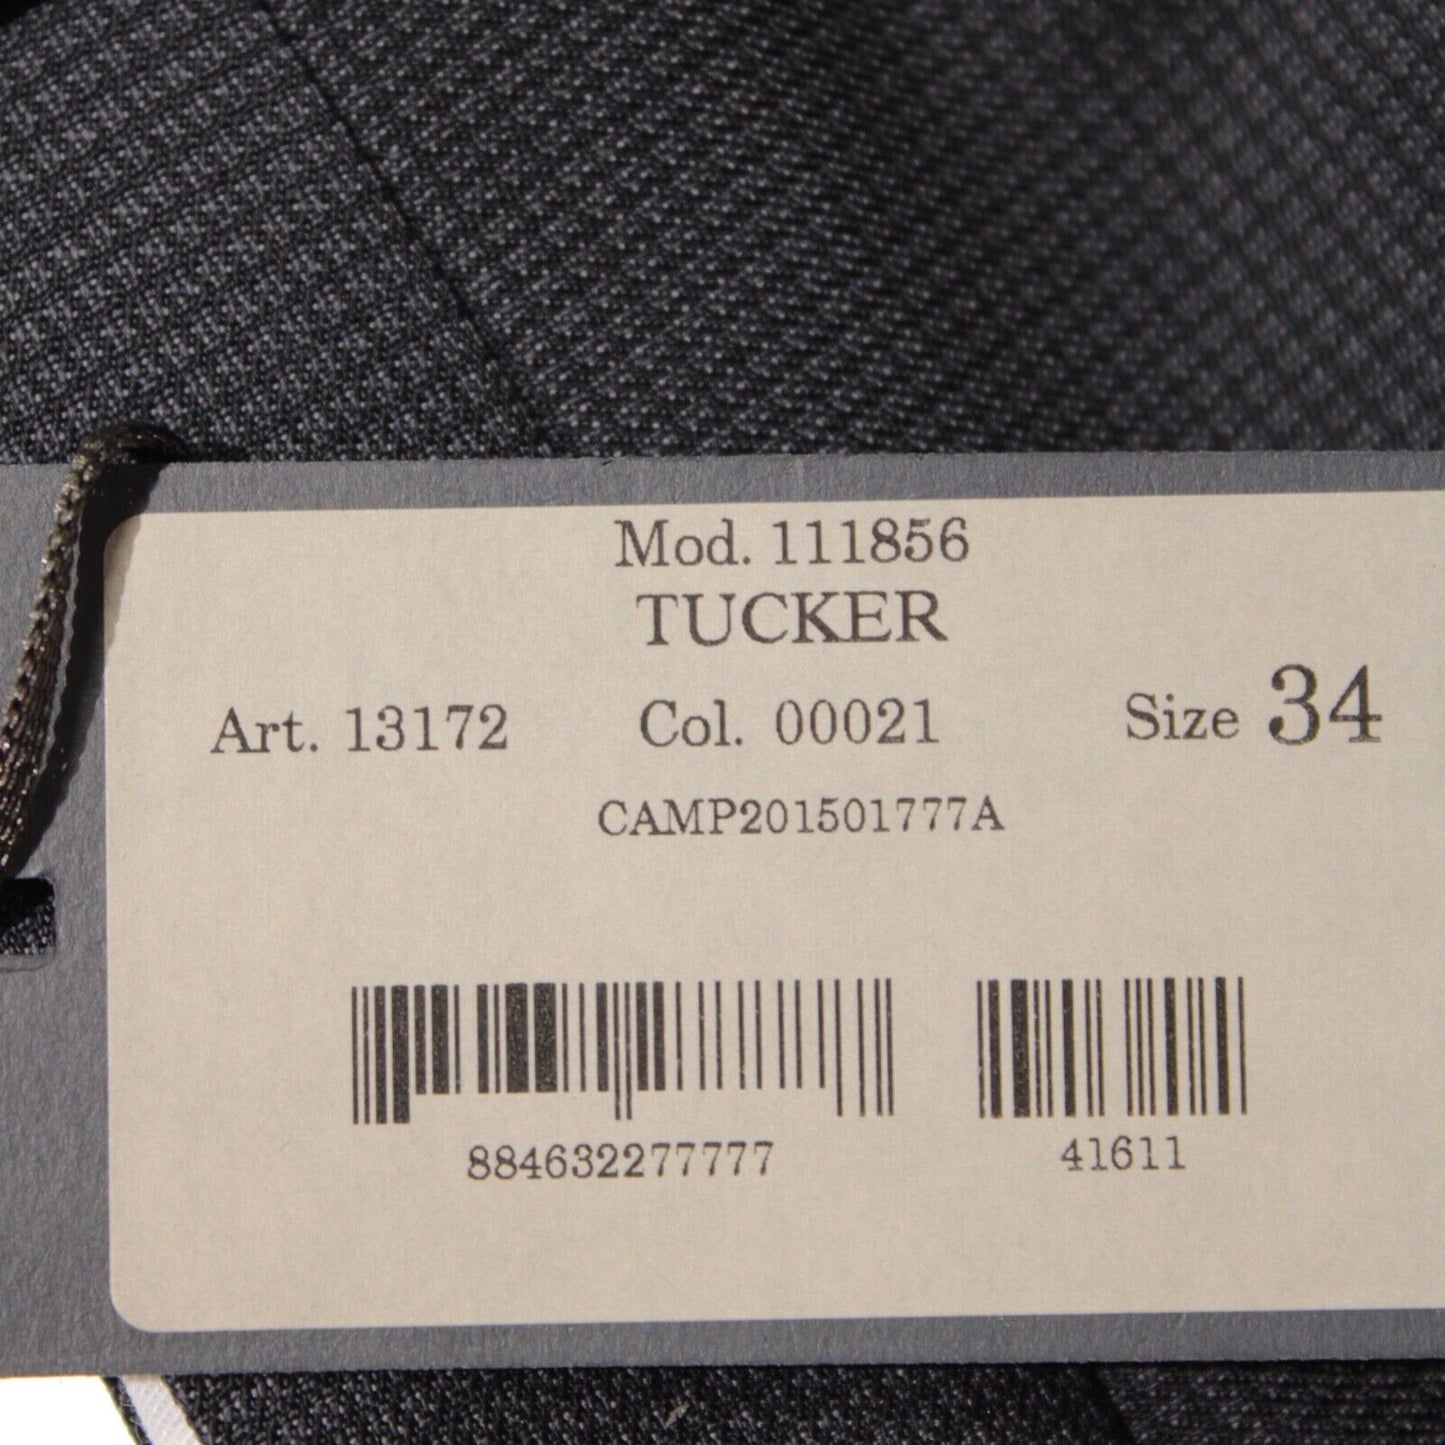 Mod. 111856
TUCKER
Art. 13172 Col. 00021 Size 34
CAMP201501777A
884632277777 41611